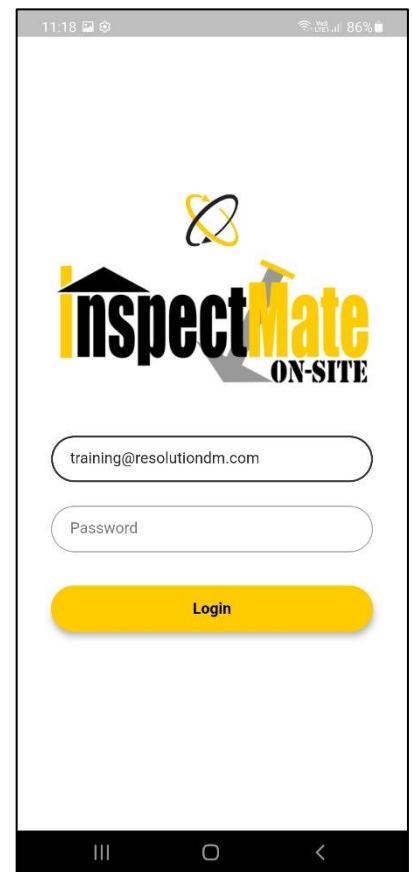 11:18 86%
InspectMate
ON-SITE
training@resolutiondm.com
Password
Login